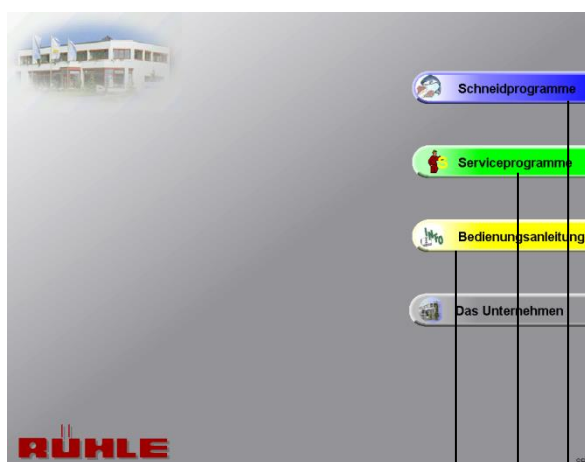 Schneidprogramme
Serviceprogramme
Bedienungsanleitung
Das Unternehmen
RÜHLE